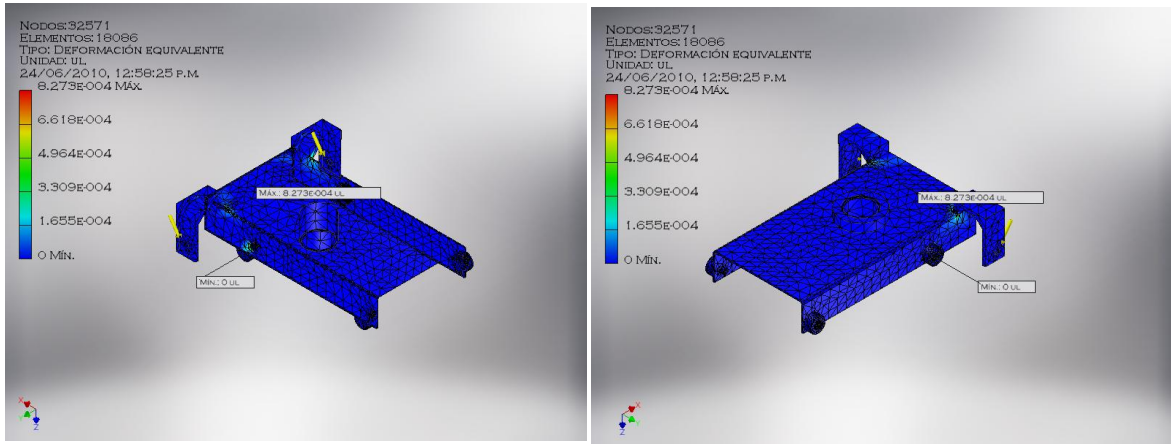 Nodos:32571
Elementos:18086
Tipo: Deformación equivalente
Unidad: ul
24/06/2010, 12:58:25 p.m.
8.273e-004 Máx.
6.618e-004
4.964e-004
3.309e-004
1.655e-004
0 Mín.
Máx.: 8.273e-004 ul
Mín.: 0 ul
X
Y
Z
Nodos:32571
Elementos:18086
Tipo: Deformación equivalente
Unidad: ul
24/06/2010, 12:58:25 p.m.
8.273e-004 Máx.
6.618e-004
4.964e-004
3.309e-004
1.655e-004
0 Mín.
Máx.: 8.273e-004 ul
Mín.: 0 ul
X
Y
Z